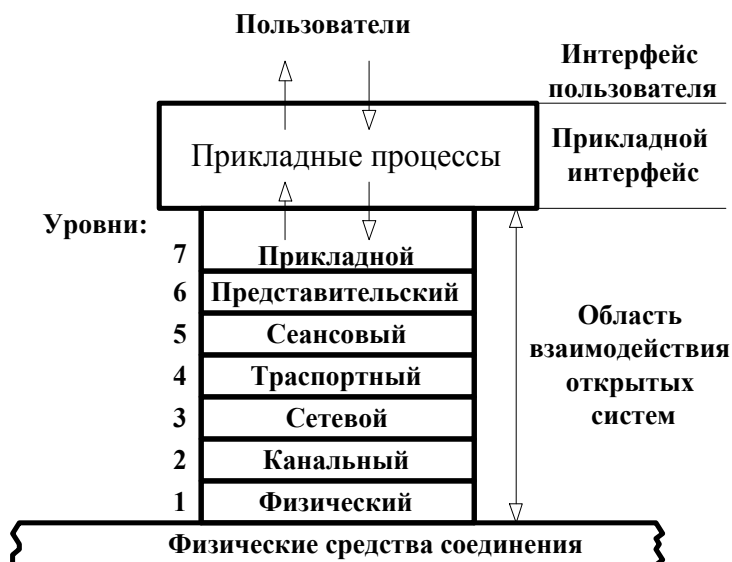 Пользователи
Интерфейс
пользователя
Прикладные процессы
Прикладной
интерфейс
Уровни:
7 Прикладной
6 Представительский
5 Сеансовый
4 Траспортный
3 Сетевой
2 Канальный
1 Физический
Область
взаимодействия
открытых
систем
Физические средства соединения